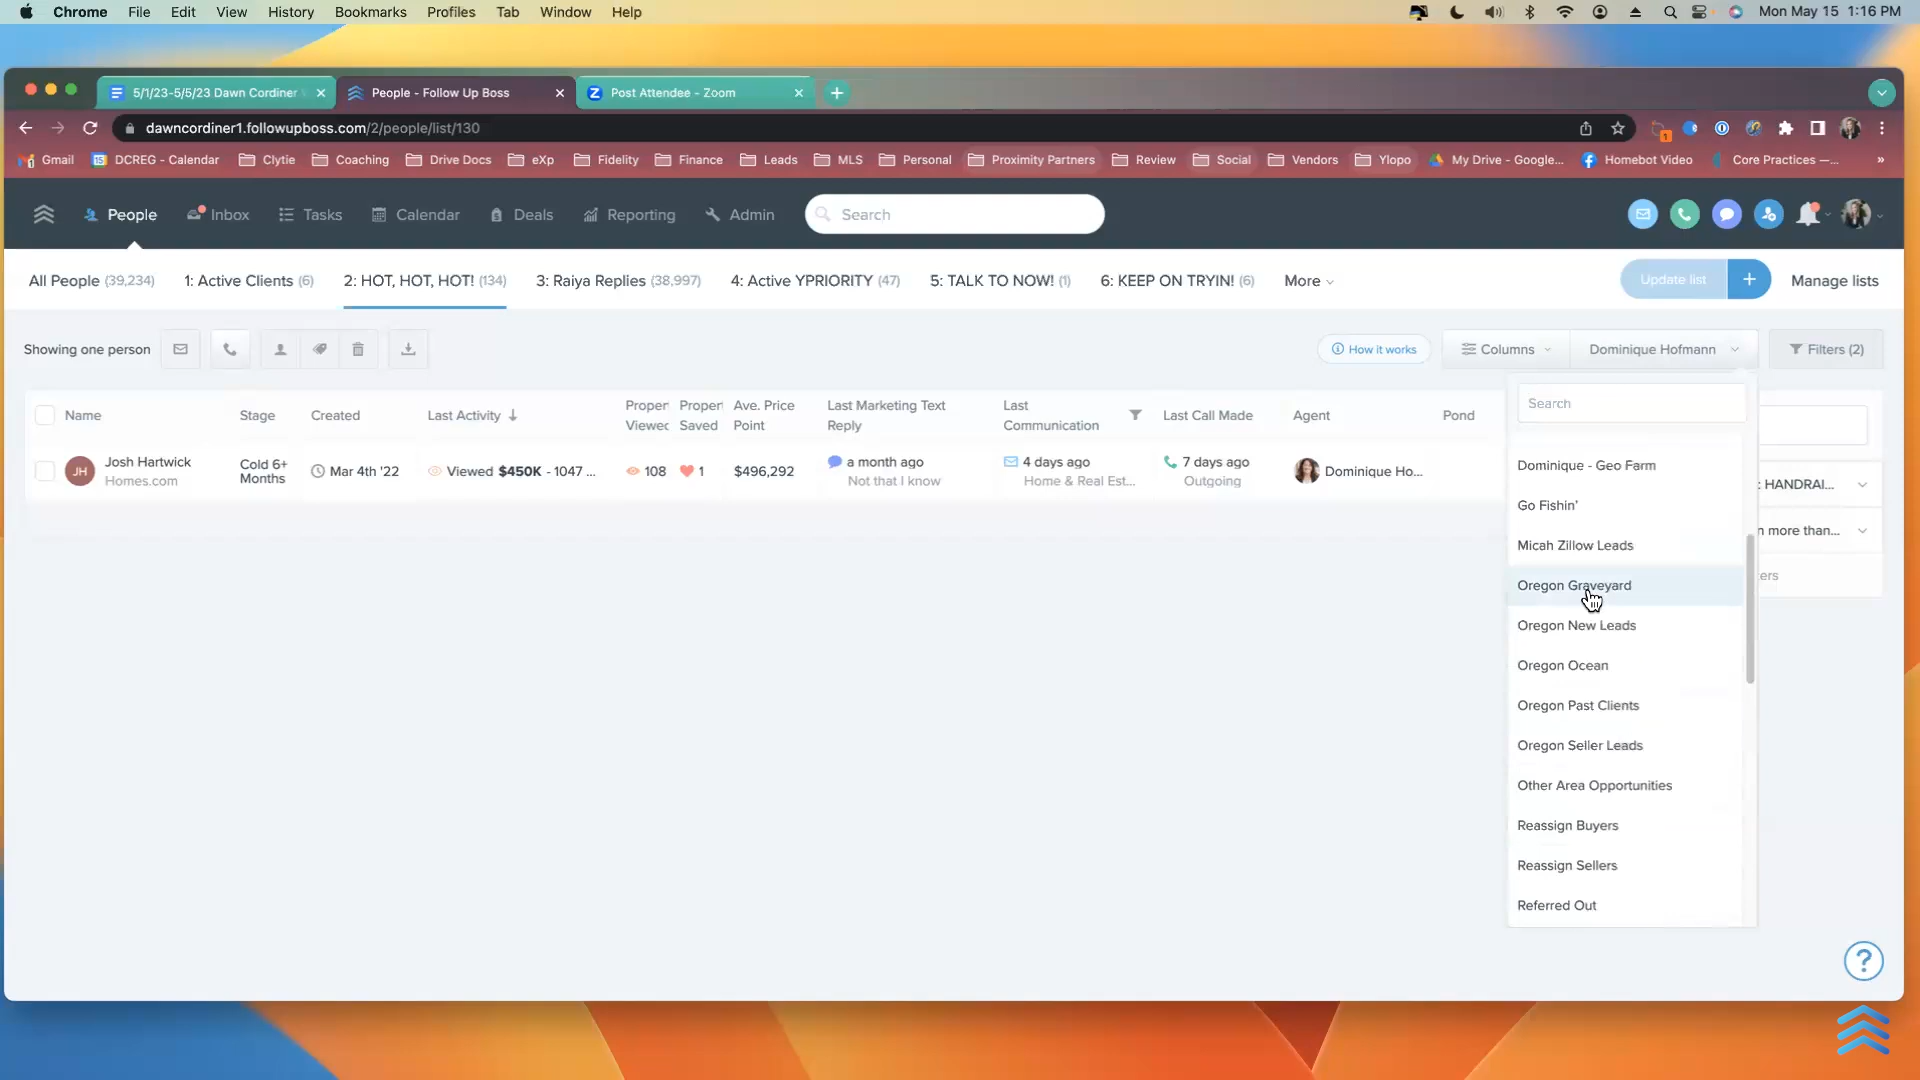 Chrome File Edit View History Bookmarks Profiles Tab Window Help Mon May 15 1:16 PM
5/1/23-5/5/23 Dawn Cordiner People - Follow Up Boss Post Attendee - Zoom
dawncordiner1.followupboss.com/2/people/list/130
Gmail DCREG - Calendar Clytie Coaching Drive Docs eXp Fidelity Finance Leads MLS Personal Proximity Partners Review Social Vendors Ylopo My Drive - Google... Homebot Video Core Practices —... »
People Inbox Tasks Calendar Deals Reporting Admin Search
All People (39,234) 1: Active Clients (6) 2: HOT, HOT, HOT! (134) 3: Raiya Replies (38,997) 4: Active YPRIORITY (47) 5: TALK TO NOW! (1) 6: KEEP ON TRYIN! (6) More Update list + Manage lists
Showing one person How it works Columns Dominique Hofmann Filters (2)
Name Stage Created Last Activity Proper Viewed Proper Saved Ave. Price Point Last Marketing Text Reply Last Communication Last Call Made Agent Pond
JH Josh Hartwick Cold 6+ Months Mar 4th '22 Viewed $450K - 1047 ... 108 1 $496,292 a month ago 4 days ago 7 days ago Dominique Ho...
Homes.com Not that I know Home & Real Est... Outgoing
Search
Dominique - Geo Farm
: HANDRAI...
Go Fishin'
n more than...
Micah Zillow Leads
Oregon Graveyard
ers
Oregon New Leads
Oregon Ocean
Oregon Past Clients
Oregon Seller Leads
Other Area Opportunities
Reassign Buyers
Reassign Sellers
Referred Out
?